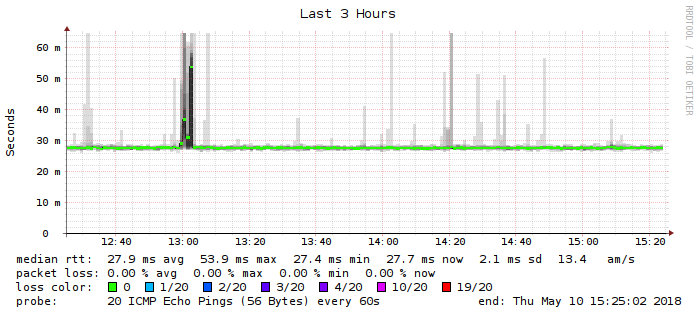 Last 3 Hours
RRDTOOL / TOBI OETIKER
Seconds
60 m
50 m
40 m
30 m
20 m
10 m
0
12:40 13:00 13:20 13:40 14:00 14:20 14:40 15:00 15:20
median rtt: 27.9 ms avg 53.9 ms max 27.4 ms min 27.7 ms now 2.1 ms sd 13.4 am/s
packet loss: 0.00 % avg 0.00 % max 0.00 % min 0.00 % now
loss color: 0 1/20 2/20 3/20 4/20 10/20 19/20
probe: 20 ICMP Echo Pings (56 Bytes) every 60s end: Thu May 10 15:25:02 2018